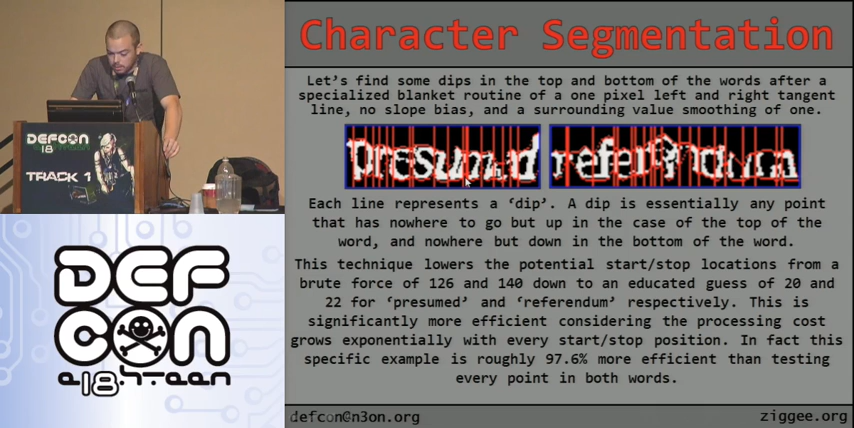 Character Segmentation
Let's find some dips in the top and bottom of the words after a
specialized blanket routine of a one pixel left and right tangent
line, no slope bias, and a surrounding value smoothing of one.
presumed referendum
Each line represents a ‘dip’. A dip is essentially any point
that has nowhere to go but up in the case of the top of the
word, and nowhere but down in the bottom of the word.
This technique lowers the potential start/stop locations from a
brute force of 126 and 140 down to an educated guess of 20 and
22 for ‘presumed’ and ‘referendum’ respectively. This is
significantly more efficient considering the processing cost
grows exponentially with every start/stop position. In fact this
specific example is roughly 97.6% more efficient than testing
every point in both words.
defcon@n3on.org
ziggee.org
DEFCON
18
TRACK 1
DEF
CON
e18hteen